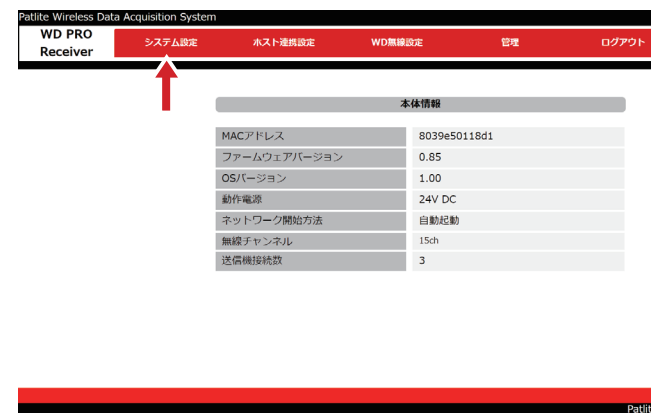 Patlite Wireless Data Acquisition System
WD PRO
Receiver
システム設定 ホスト連携設定 WD無線設定 管理 ログアウト
本体情報
MACアドレス 8039e50118d1
ファームウェアバージョン 0.85
OSバージョン 1.00
動作電源 24V DC
ネットワーク開始方法 自動起動
無線チャンネル 15ch
送信機接続数 3
Patlit